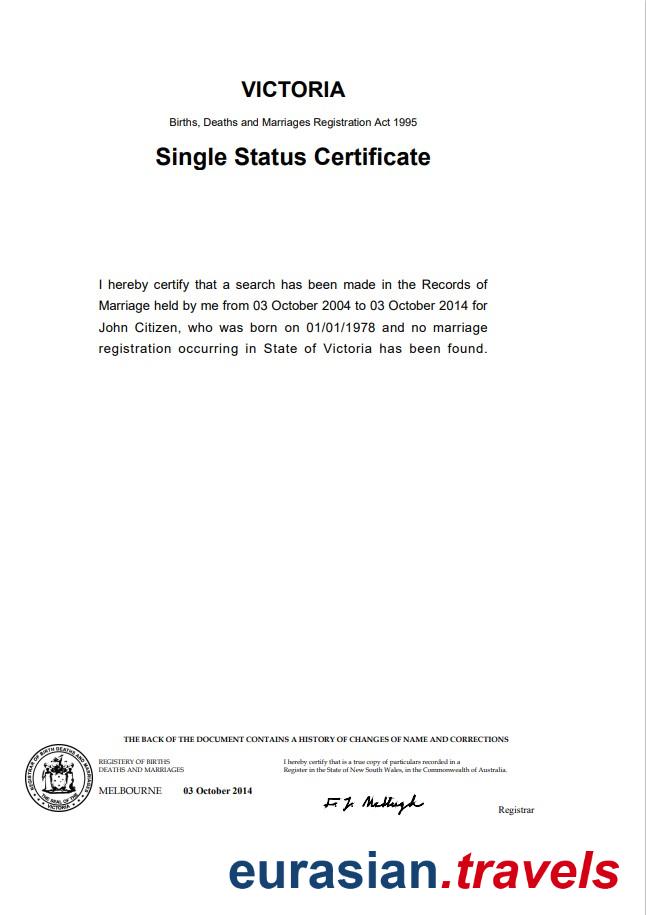 VICTORIA
Births, Deaths and Marriages Registration Act 1995
Single Status Certificate
I hereby certify that a search has been made in the Records of
Marriage held by me from 03 October 2004 to 03 October 2014 for
John Citizen, who was born on 01/01/1978 and no marriage
registration occurring in State of Victoria has been found.
THE BACK OF THE DOCUMENT CONTAINS A HISTORY OF CHANGES OF NAME AND CORRECTIONS
REGISTRAR OF BIRTH DEATHS AND MARRIAGES
THE SEAL OF THE
VICTORIA
REGISTERY OF BIRTHS
DEATHS AND MARRIAGES
MELBOURNE 03 October 2014
I hereby certify that is a true copy of particulars recorded in a
Register in the State of New South Wales, in the Commonwealth of Australia.
Registrar
eurasian.travels